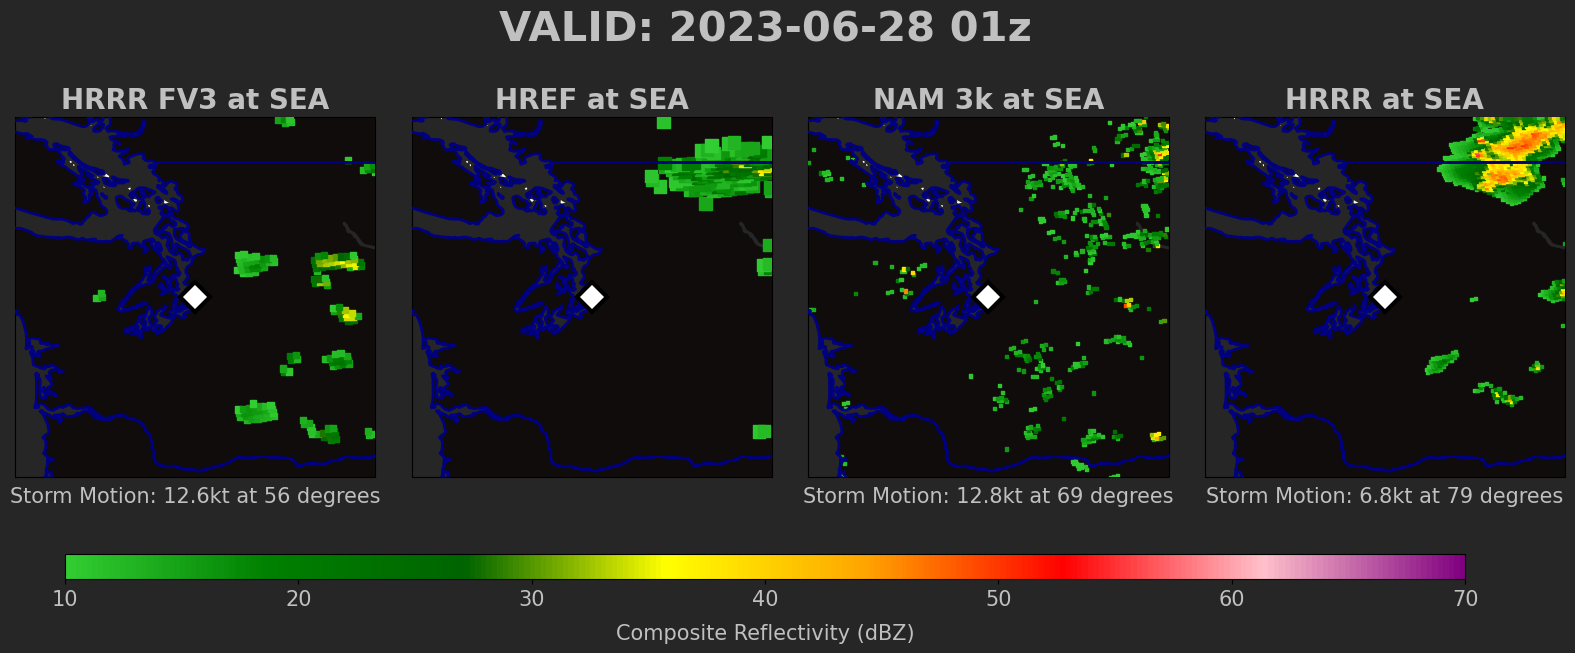 VALID: 2023-06-28 01z
HRRR FV3 at SEA
HREF at SEA
NAM 3k at SEA
HRRR at SEA
Storm Motion: 12.6kt at 56 degrees
Storm Motion: 12.8kt at 69 degrees
Storm Motion: 6.8kt at 79 degrees
10 20 30 40 50 60 70
Composite Reflectivity (dBZ)